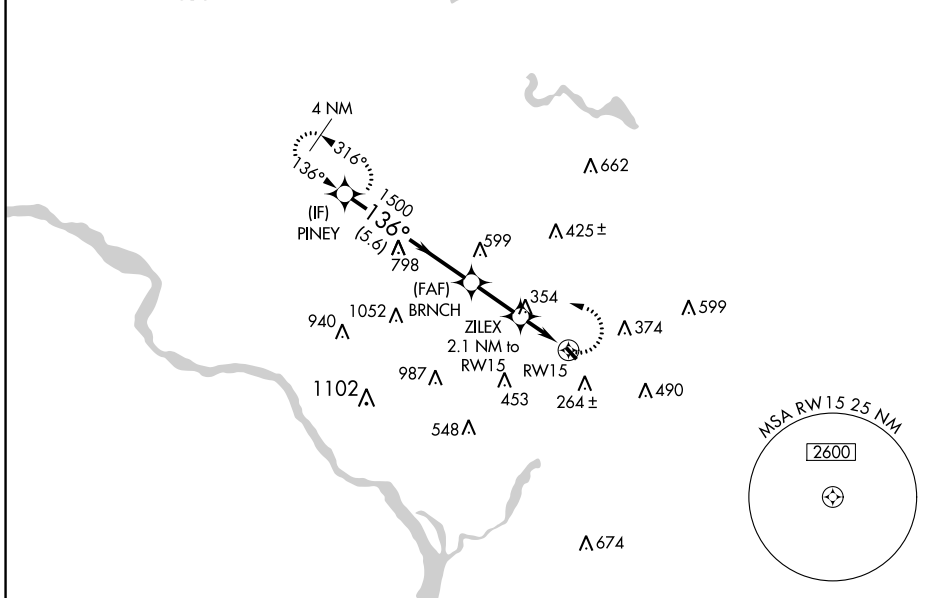 4 NM
316°
136°
(IF)
PINEY
1500
136°
(5.6)
798
662
425 ±
599
(FAF)
BRNCH
354
599
374
1052
940
ZILEX
2.1 NM to
RW15
RW15
987
1102
453
264 ±
490
548
MSA RW15 25 NM
2600
674